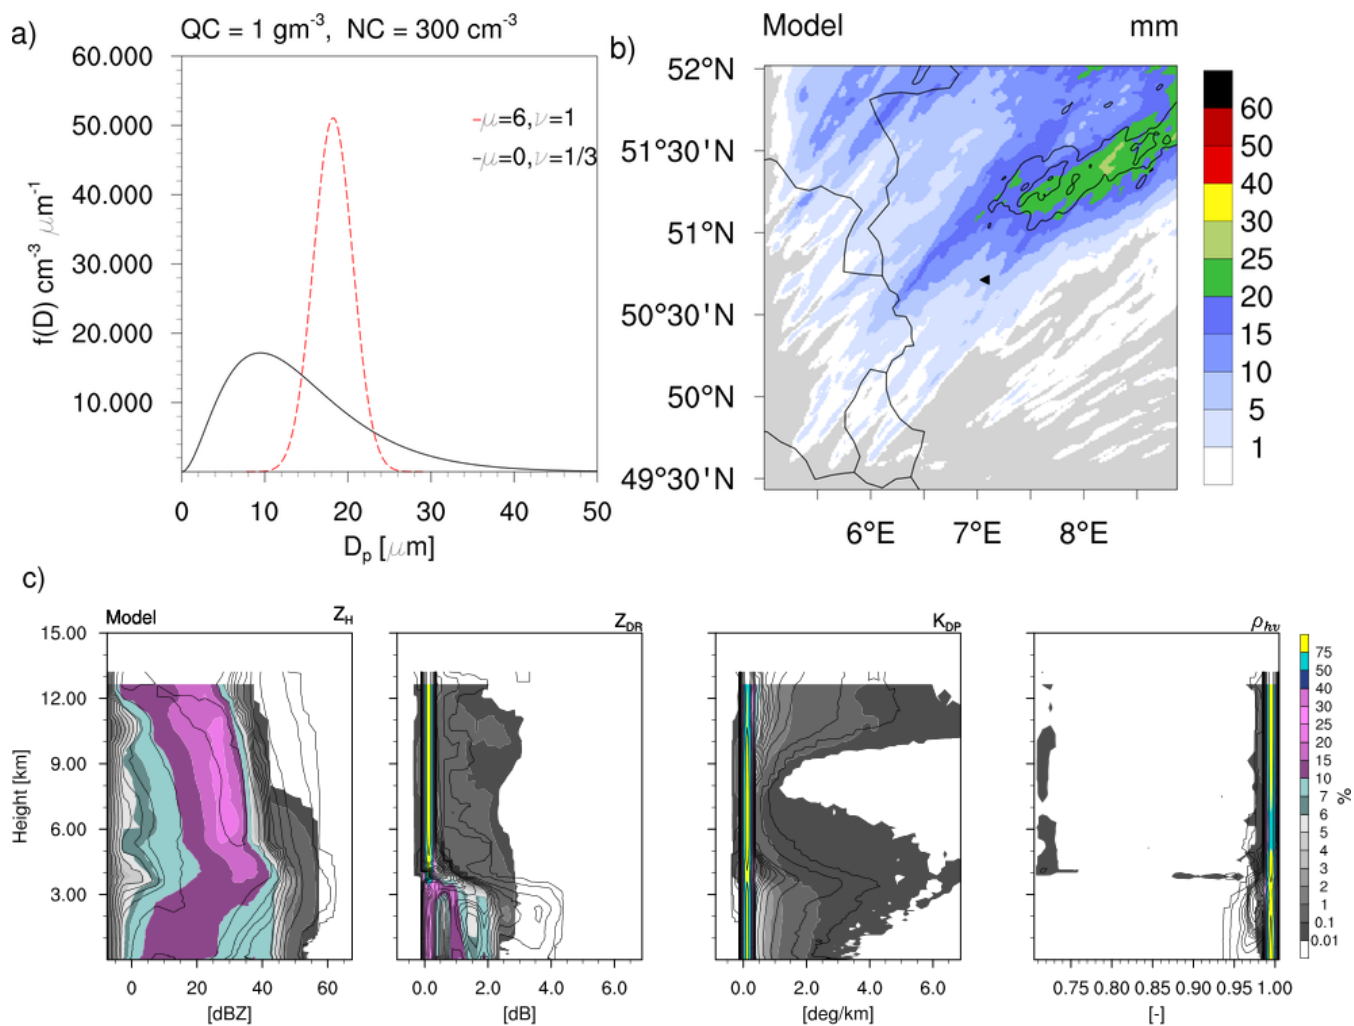 a)
QC = 1 gm⁻³, NC = 300 cm⁻³
60.000
50.000
40.000
30.000
20.000
10.000
f(D) cm⁻³ μm⁻¹
-μ=6,ν=1
-μ=0,ν=1/3
0 10 20 30 40 50
Dₚ [μm]
b)
Model mm
52°N
51°30'N
51°N
50°30'N
50°N
49°30'N
6°E 7°E 8°E
60
50
40
30
25
20
15
10
5
1
c)
Model Z_H
Z_DR
K_DP
ρ_hv
15.00
12.00
9.00
6.00
3.00
Height [km]
0 20 40 60
[dBZ]
0.0 2.0 4.0 6.0
[dB]
0.0 2.0 4.0 6.0
[deg/km]
0.75 0.80 0.85 0.90 0.95 1.00
[-]
75
50
40
30
25
20
15
10
7
6
5
4
3
2
1
0.1
0.01
%